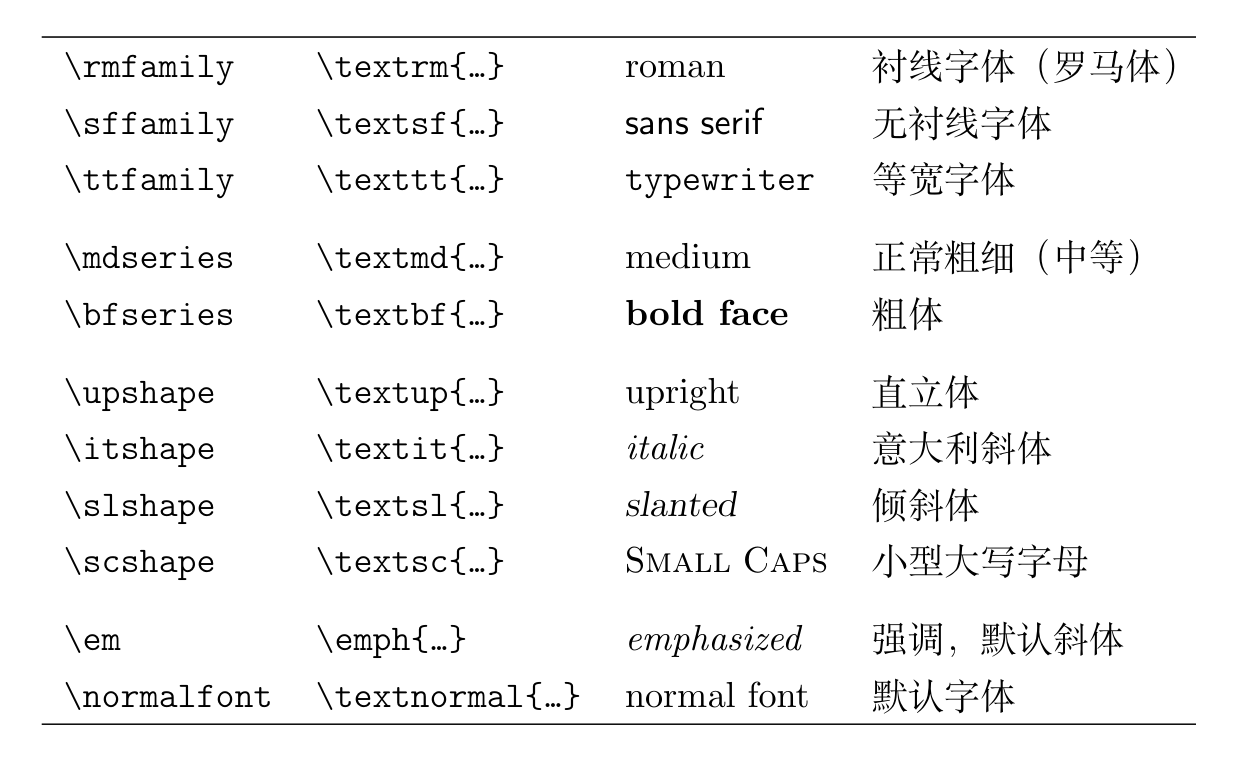 \rmfamily \textrm{…} roman 衬线字体（罗马体）
\sffamily \textsf{…} sans serif 无衬线字体
\ttfamily \texttt{…} typewriter 等宽字体
\mdseries \textmd{…} medium 正常粗细（中等）
\bfseries \textbf{…} bold face 粗体
\upshape \textup{…} upright 直立体
\itshape \textit{…} italic 意大利斜体
\slshape \textsl{…} slanted 倾斜体
\scshape \textsc{…} Small Caps 小型大写字母
\em \emph{…} emphasized 强调，默认斜体
\normalfont \textnormal{…} normal font 默认字体